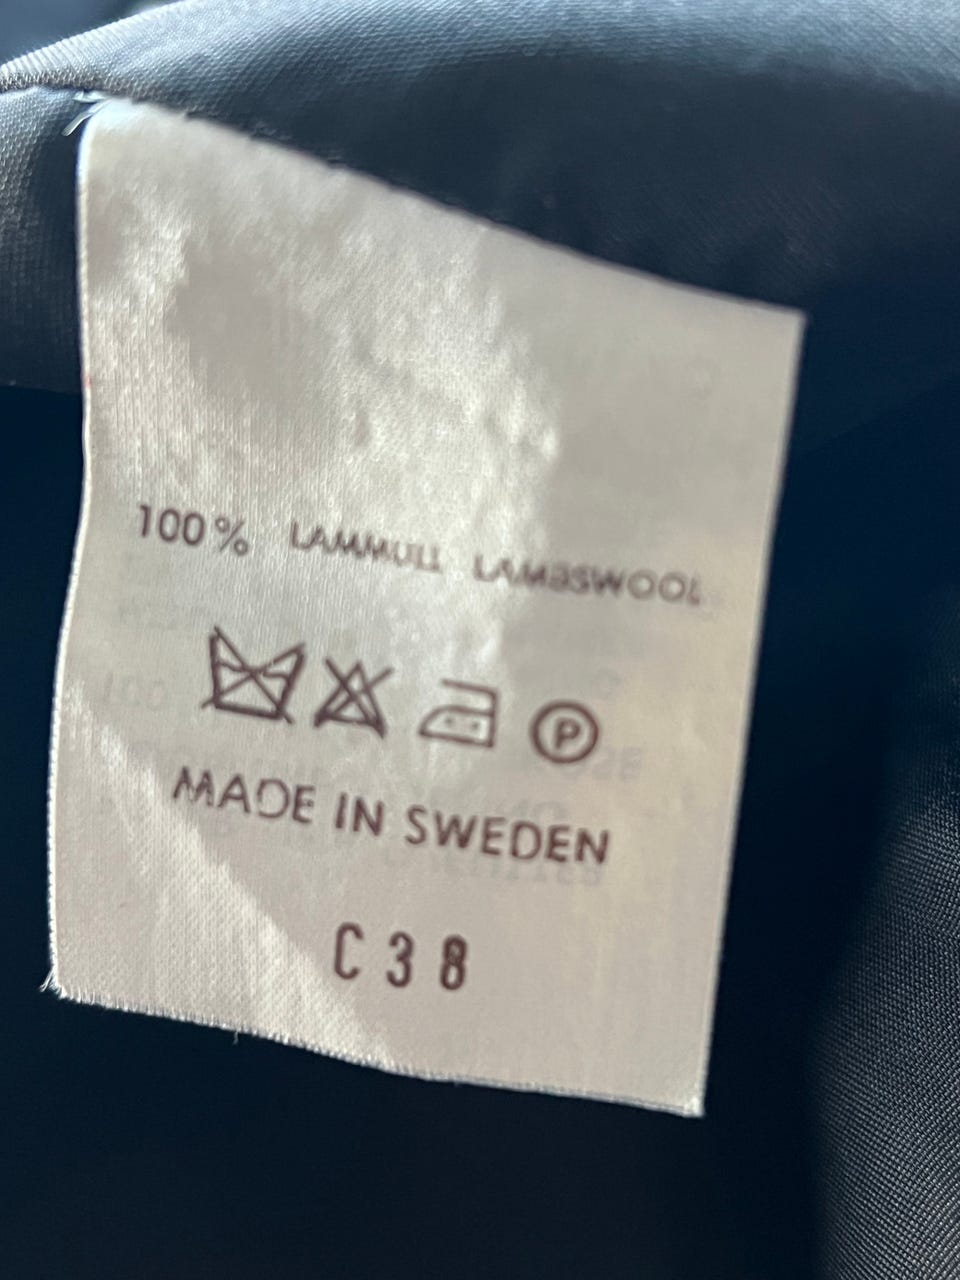 100% LAMMULL LAMBSWOOL
P
MADE IN SWEDEN
C38